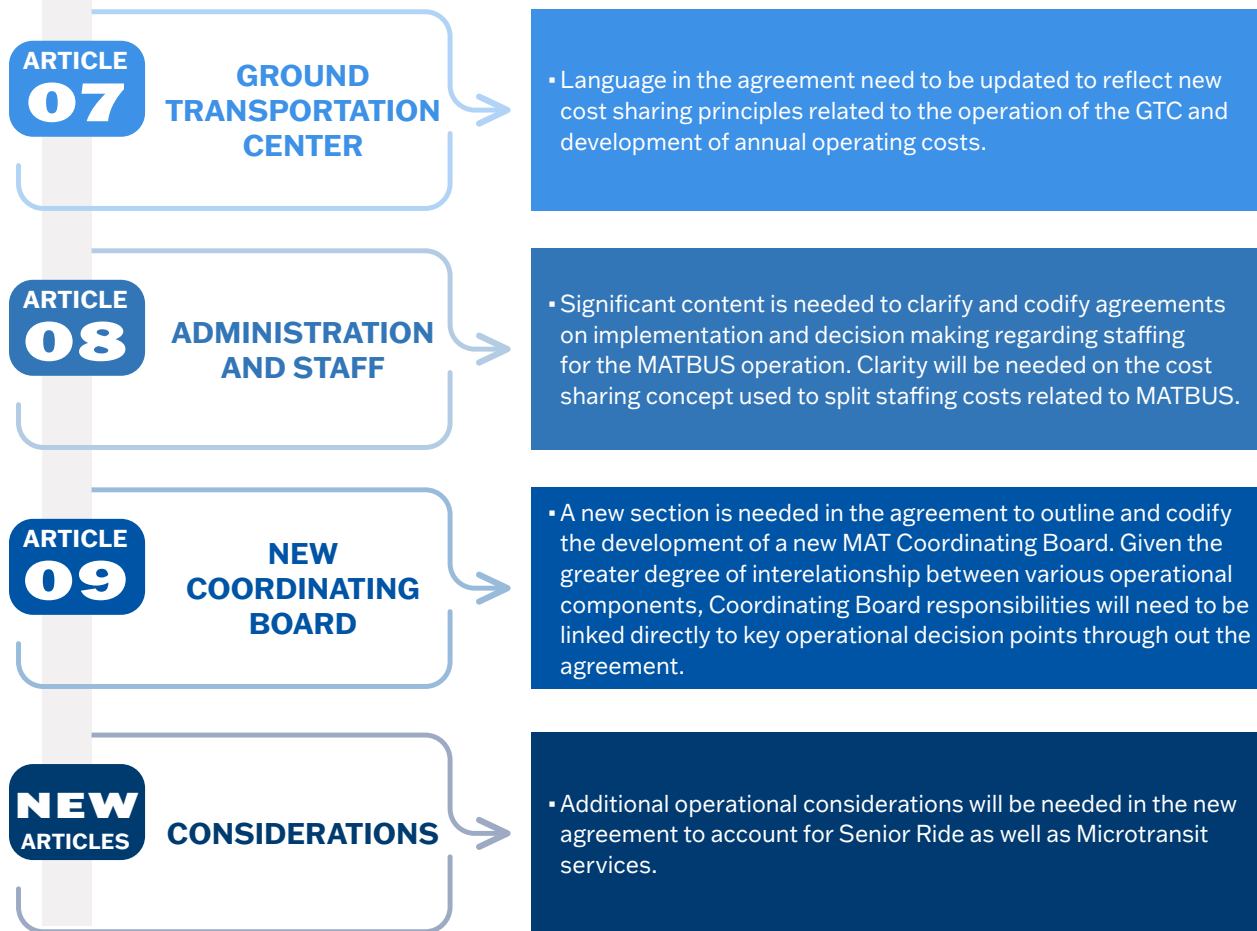 ARTICLE
07
GROUND
TRANSPORTATION
CENTER
▪ Language in the agreement need to be updated to reflect new
cost sharing principles related to the operation of the GTC and
development of annual operating costs.
ARTICLE
08
ADMINISTRATION
AND STAFF
▪ Significant content is needed to clarify and codify agreements
on implementation and decision making regarding staffing
for the MATBUS operation. Clarity will be needed on the cost
sharing concept used to split staffing costs related to MATBUS.
ARTICLE
09
NEW
COORDINATING
BOARD
▪ A new section is needed in the agreement to outline and codify
the development of a new MAT Coordinating Board. Given the
greater degree of interelationship between various operational
components, Coordinating Board responsibilities will need to be
linked directly to key operational decision points through out the
agreement.
NEW
ARTICLES
CONSIDERATIONS
▪ Additional operational considerations will be needed in the new
agreement to account for Senior Ride as well as Microtransit
services.